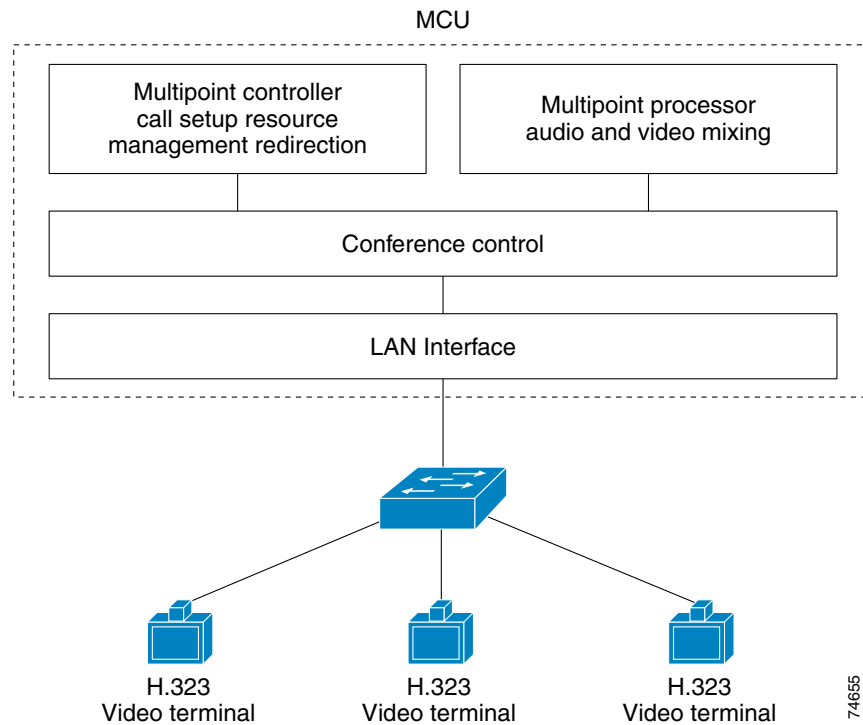 MCU
Multipoint controller
call setup resource
management redirection
Multipoint processor
audio and video mixing
Conference control
LAN Interface
H.323
Video terminal
H.323
Video terminal
H.323
Video terminal
74655